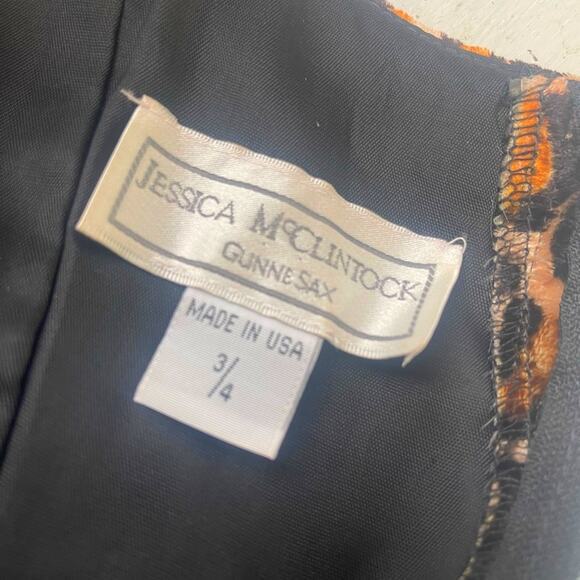 JESSICA McCLINTOCK
GUNNE SAX
MADE IN USA
3/4